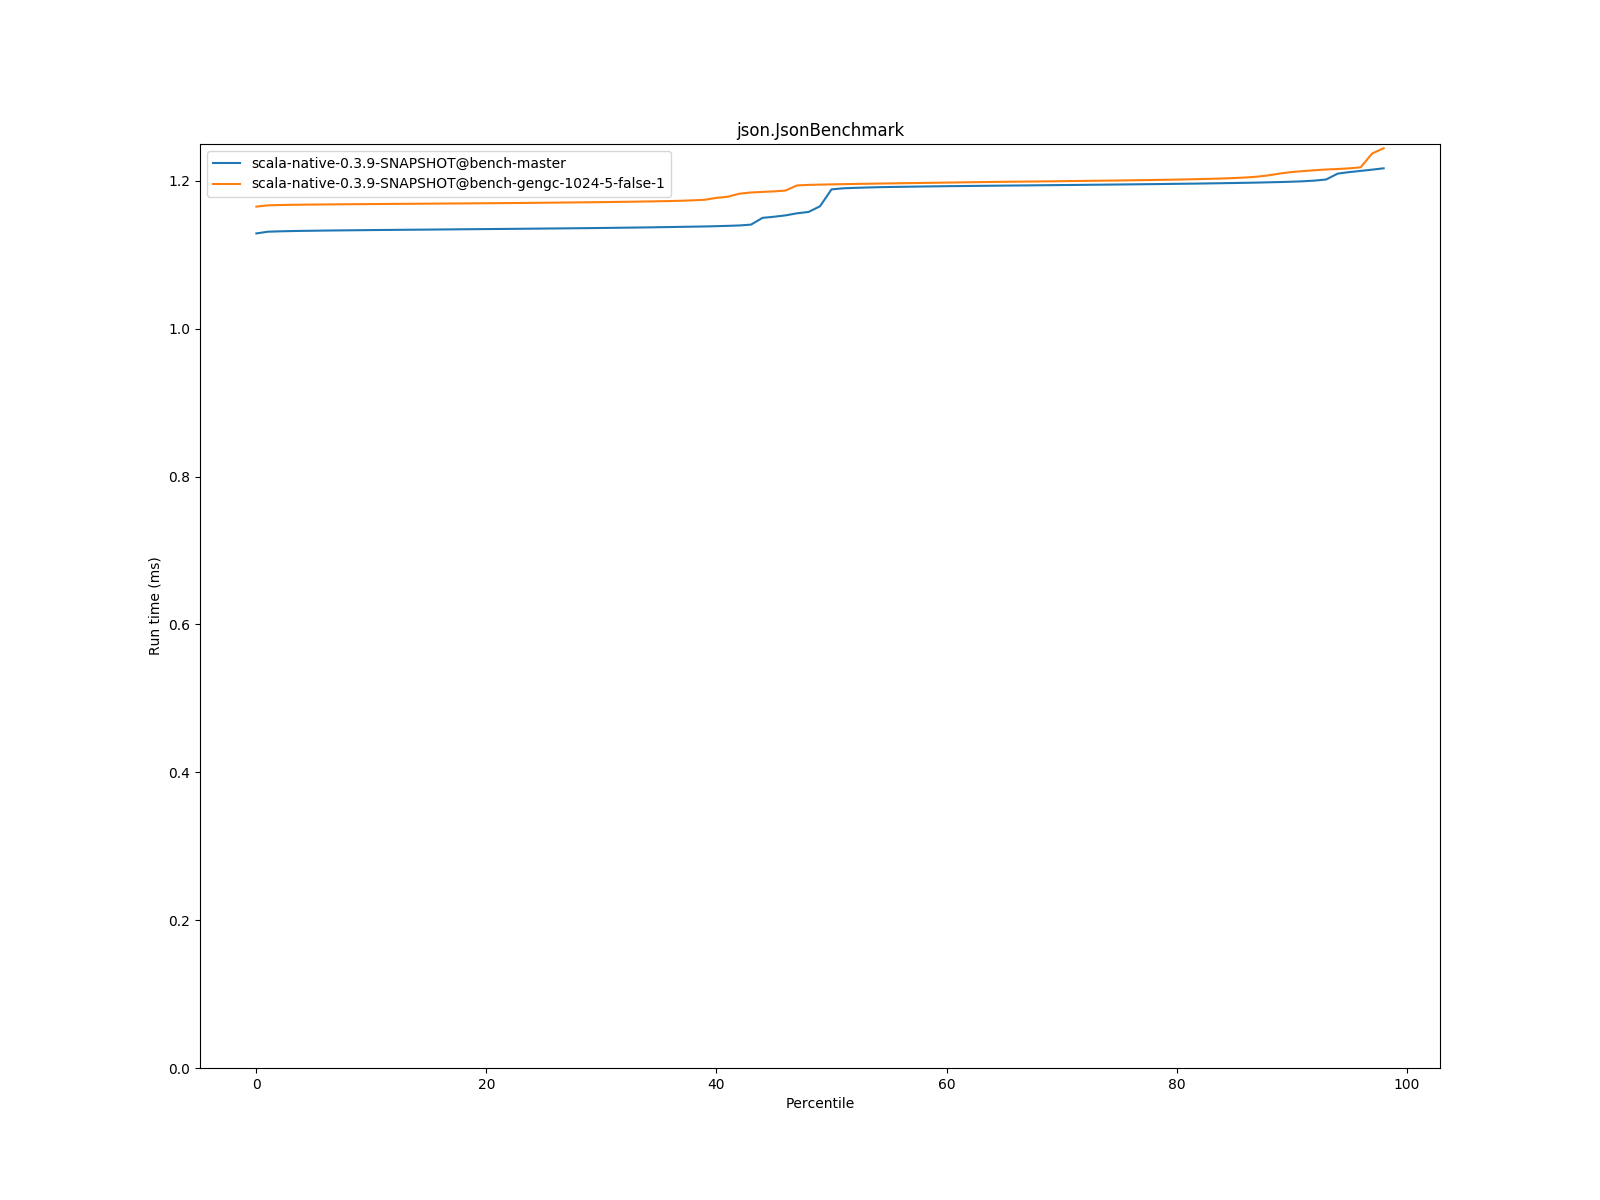 json.JsonBenchmark
scala-native-0.3.9-SNAPSHOT@bench-master
scala-native-0.3.9-SNAPSHOT@bench-gengc-1024-5-false-1
1.2
1.0
0.8
0.6
0.4
0.2
0.0
Run time (ms)
0 20 40 60 80 100
Percentile